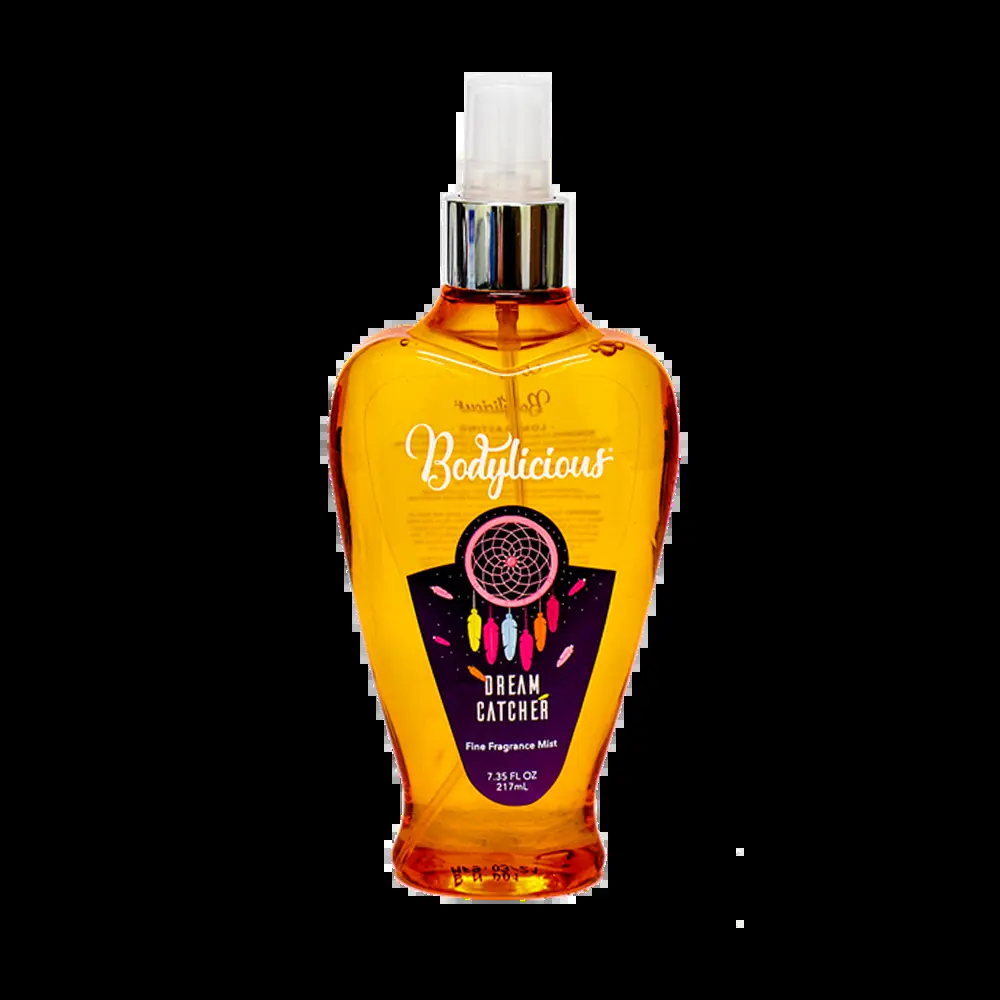 Bodylicious
DREAM
CATCHER
Fine Fragrance Mist
7.35 FL OZ
217mL